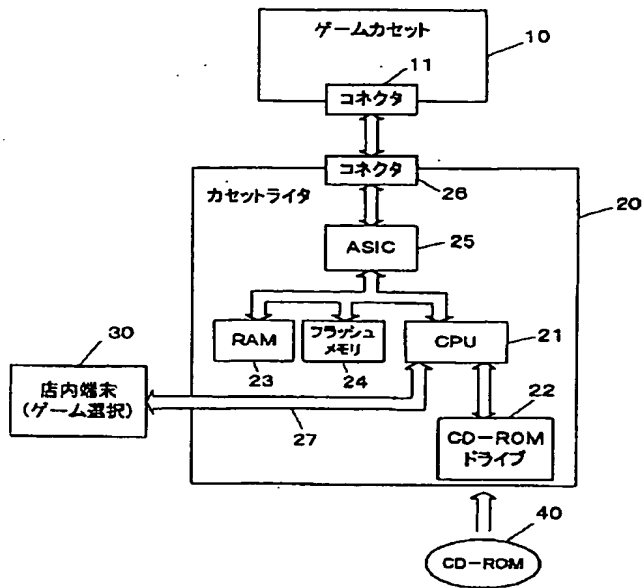 ゲームカセット
10
11
コネクタ
コネクタ
26
カセットライタ
20
ASIC
25
RAM
23
フラッシュ
メモリ
24
CPU
21
30
店内端末
(ゲーム選択)
27
22
CD-ROM
ドライブ
40
CD-ROM